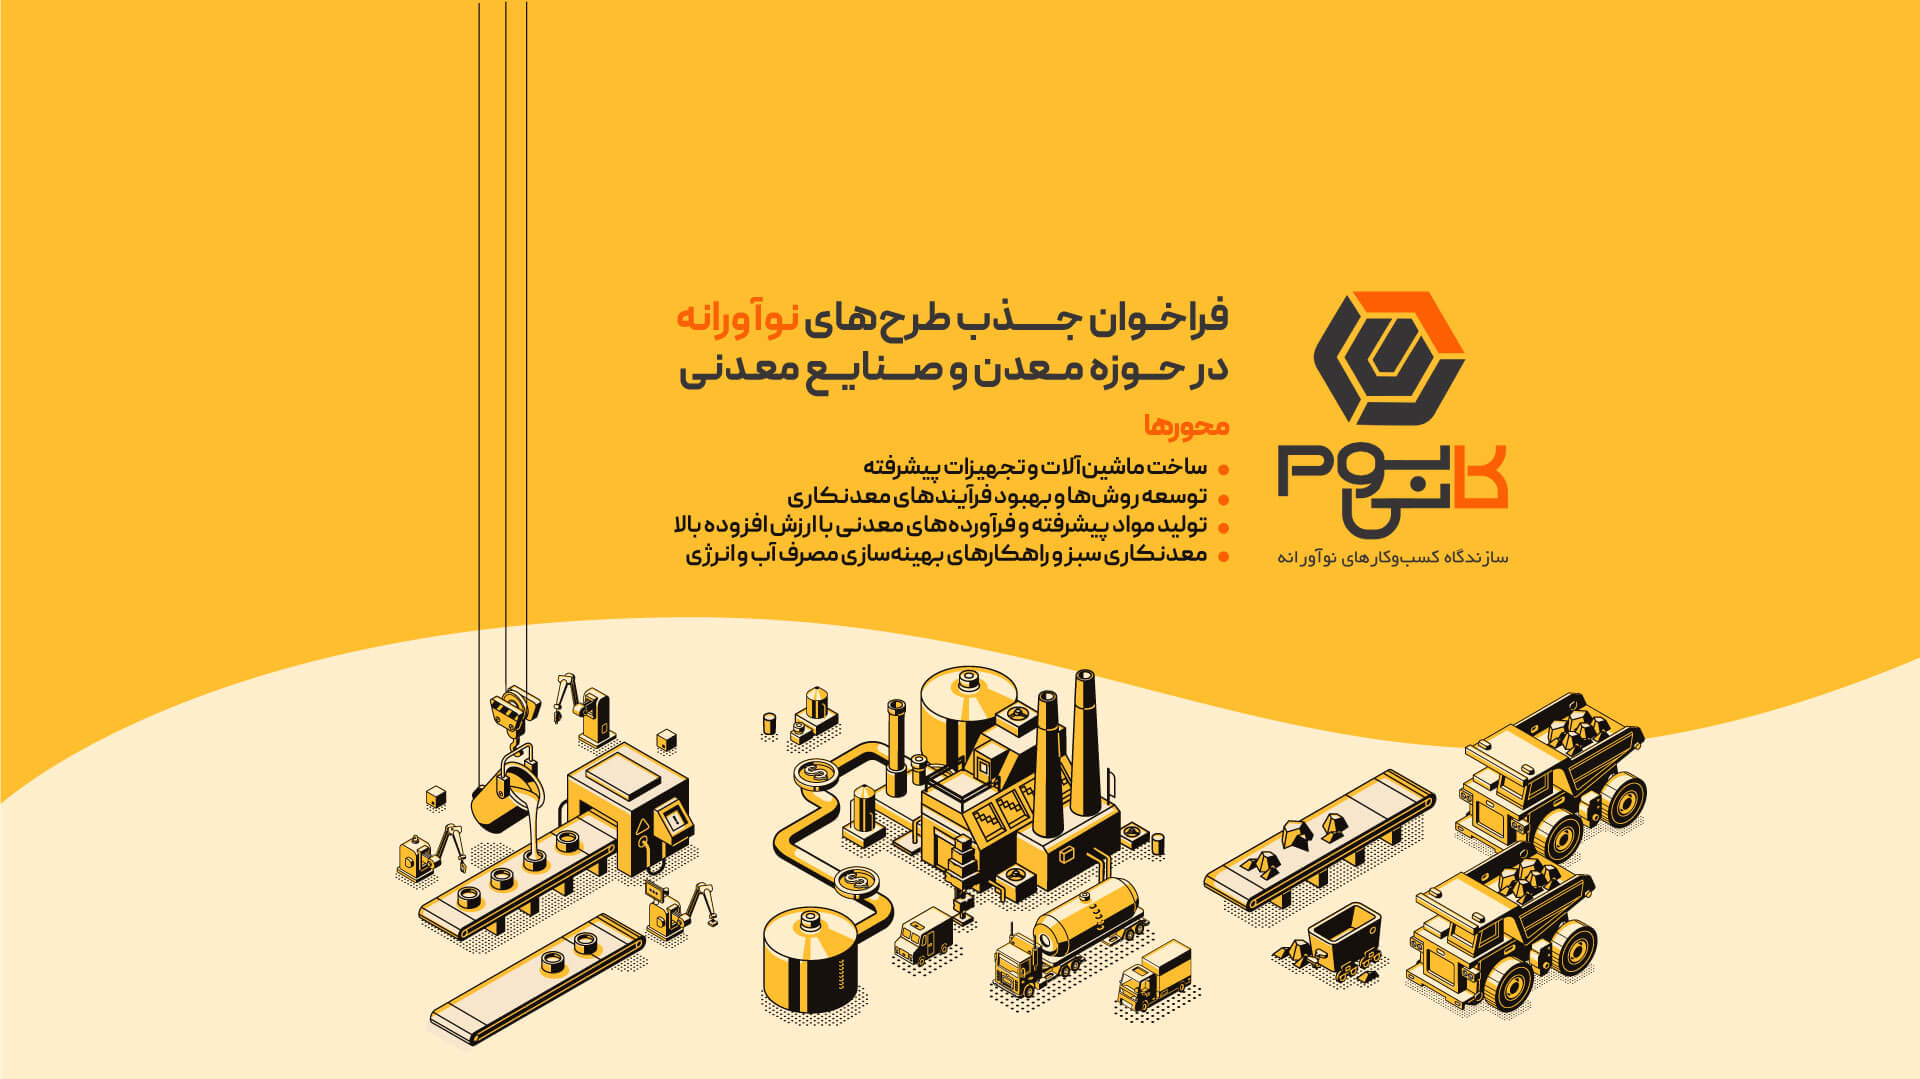 فراخوان جذب طرح‌های نوآورانه
در حوزه معدن و صنایع معدنی
محورها
ساخت ماشین‌آلات و تجهیزات پیشرفته
توسعه روش‌ها و بهبود فرآیندهای معدنکاری
تولید مواد پیشرفته و فرآورده‌های معدنی با ارزش افزوده بالا
معدنکاری سبز و راهکارهای بهینه‌سازی مصرف آب و انرژی
کانی بوم
سازندگاه کسب‌وکارهای نوآورانه